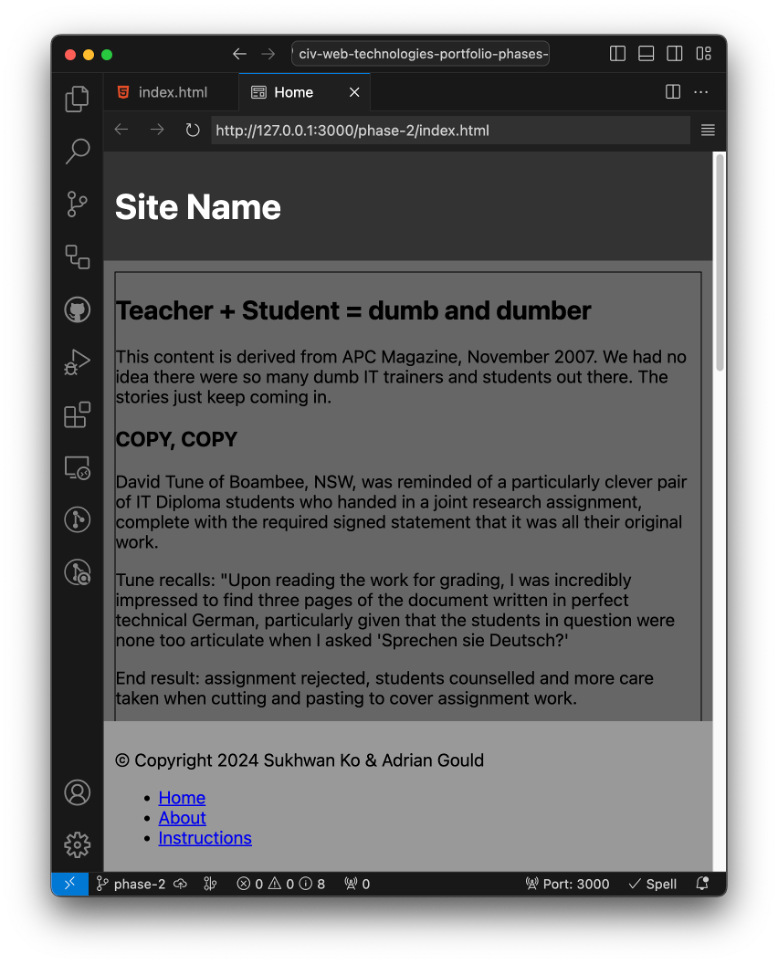 civ-web-technologies-portfolio-phases-
index.html
Home
http://127.0.0.1:3000/phase-2/index.html
Site Name
Teacher + Student = dumb and dumber
This content is derived from APC Magazine, November 2007. We had no
idea there were so many dumb IT trainers and students out there. The
stories just keep coming in.
COPY, COPY
David Tune of Boambee, NSW, was reminded of a particularly clever pair
of IT Diploma students who handed in a joint research assignment,
complete with the required signed statement that it was all their original
work.
Tune recalls: "Upon reading the work for grading, I was incredibly
impressed to find three pages of the document written in perfect
technical German, particularly given that the students in question were
none too articulate when I asked 'Sprechen sie Deutsch?'
End result: assignment rejected, students counselled and more care
taken when cutting and pasting to cover assignment work.
© Copyright 2024 Sukhwan Ko & Adrian Gould
• Home
• About
• Instructions
phase-2 0 0 8 0 Port: 3000 Spell